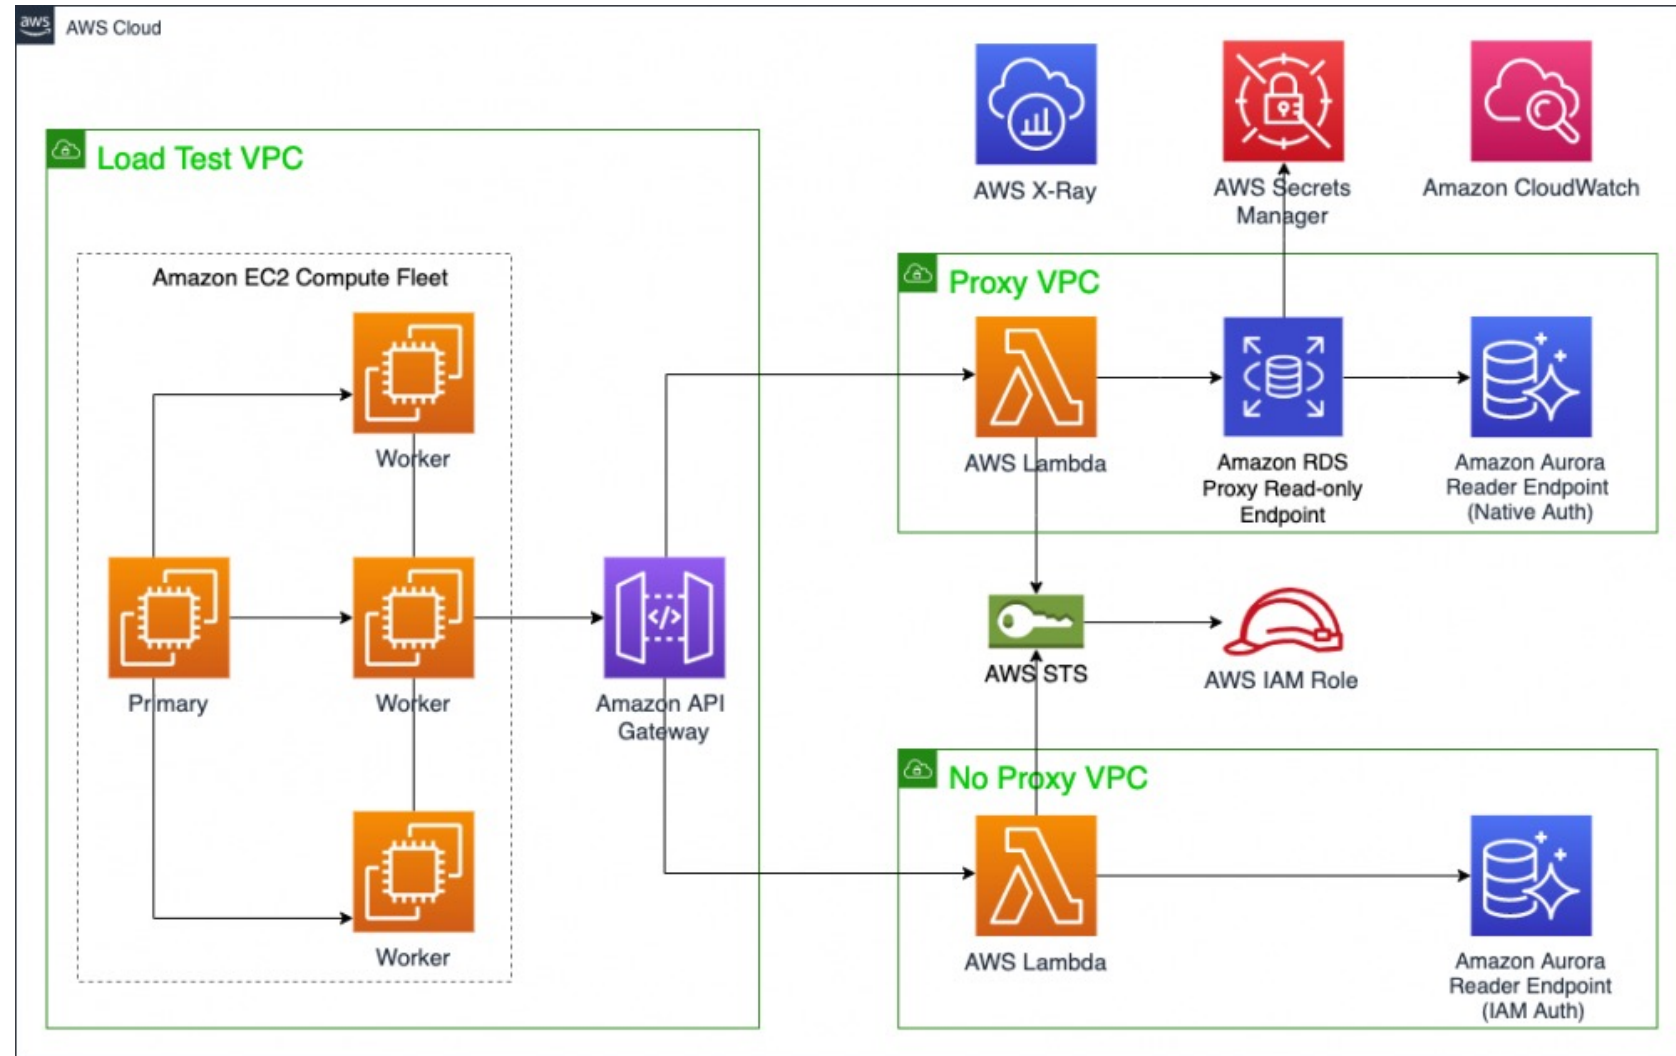 aws
AWS Cloud
Load Test VPC
Amazon EC2 Compute Fleet
Worker
Primary
Worker
Worker
</>
Amazon API
Gateway
AWS X-Ray
AWS Secrets
Manager
Amazon CloudWatch
Proxy VPC
AWS Lambda
Amazon RDS
Proxy Read-only
Endpoint
Amazon Aurora
Reader Endpoint
(Native Auth)
AWS STS
AWS IAM Role
No Proxy VPC
AWS Lambda
Amazon Aurora
Reader Endpoint
(IAM Auth)